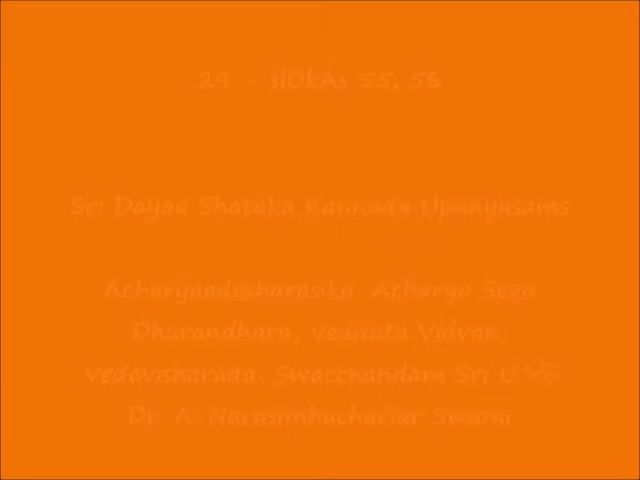 29 - slOkAs 55, 56
Sri Dayaa Shataka Kannada Upanyasams
Acharya Seva
Dhurandhara, Vedanta Vidvan,
Vedavisharada, Swacchandam Sri U Ve
Dr. A. Narasimhachariar Swami